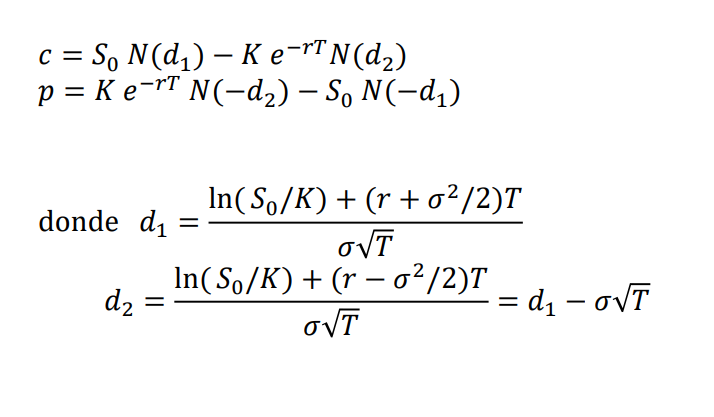 c = S₀ N(d₁) − K e⁻ʳᵀ N(d₂)
p = K e⁻ʳᵀ N(−d₂) − S₀ N(−d₁)
donde d₁ = (ln(S₀/K) + (r + σ²/2)T) / (σ√T)
d₂ = (ln(S₀/K) + (r − σ²/2)T) / (σ√T) = d₁ − σ√T